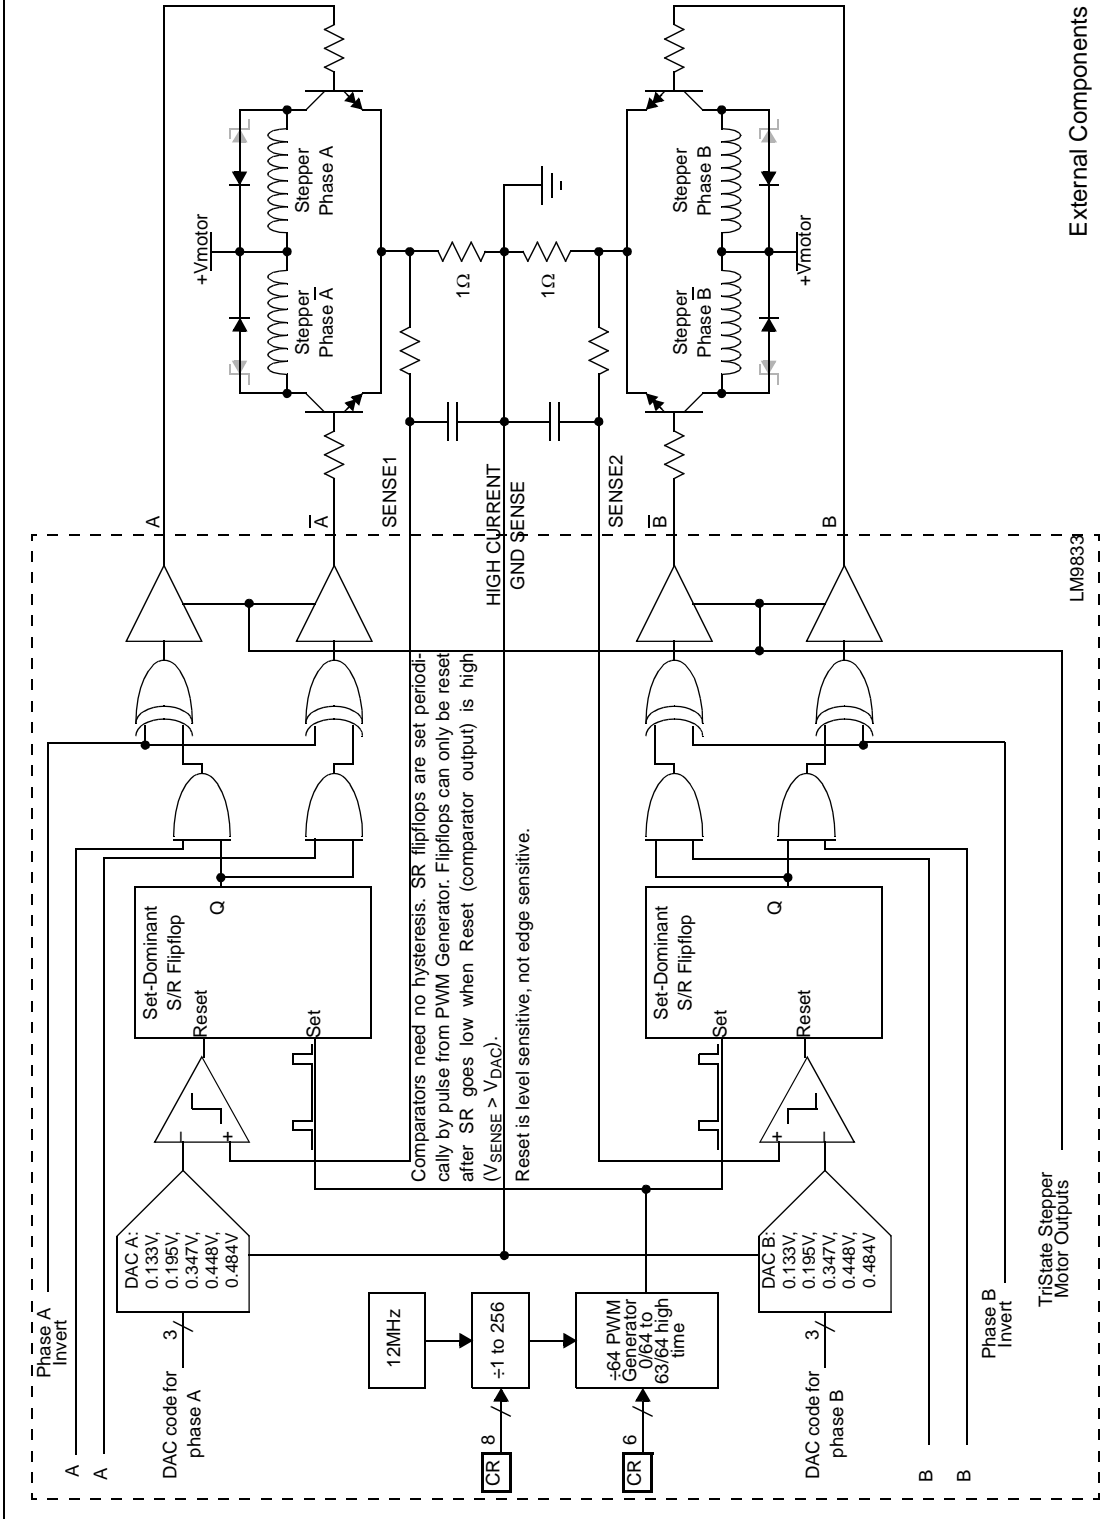 External Components
LM9833
A
A
Phase A
Invert
DAC code for
phase A
3
DAC A:
0.133V,
0.195V,
0.347V,
0.448V,
0.484V
–
+
Set-Dominant
S/R Flipflop
Reset
Set
Q
A
A
+Vmotor
Stepper
Phase A
Stepper
Phase A
SENSE1
1Ω
1Ω
HIGH CURRENT
GND SENSE
SENSE2
Comparators need no hysteresis. SR flipflops are set periodi-
cally by pulse from PWM Generator. Flipflops can only be reset
after SR goes low when Reset (comparator output) is high
(VSENSE > VDAC).
Reset is level sensitive, not edge sensitive.
12MHz
÷1 to 256
CR
8
÷64 PWM
Generator
0/64 to
63/64 high
time
CR
6
DAC code for
phase B
3
DAC B:
0.133V,
0.195V,
0.347V,
0.448V,
0.484V
+
–
Set-Dominant
S/R Flipflop
Set
Reset
Q
B
B
Stepper
Phase B
Stepper
Phase B
+Vmotor
B
B
Phase B
Invert
TriState Stepper
Motor Outputs